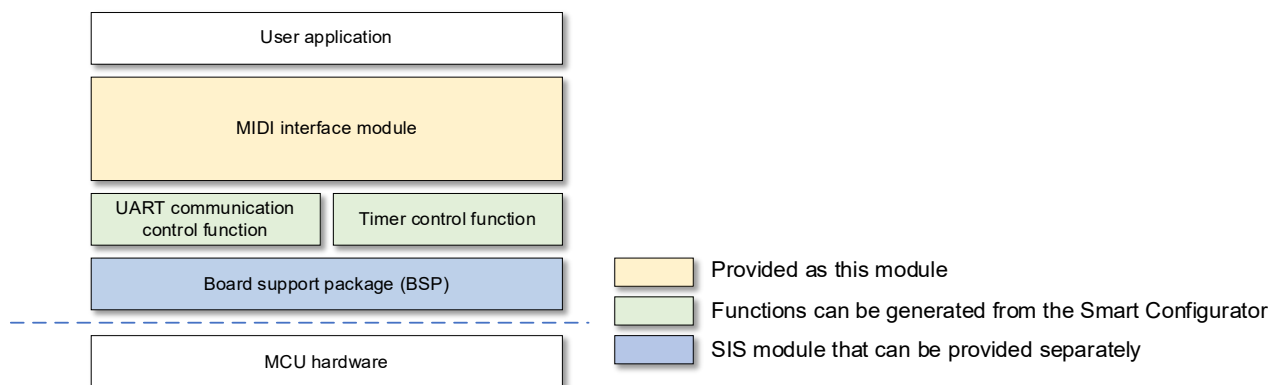 User application
MIDI interface module
UART communication
control function
Timer control function
Board support package (BSP)
MCU hardware
Provided as this module
Functions can be generated from the Smart Configurator
SIS module that can be provided separately